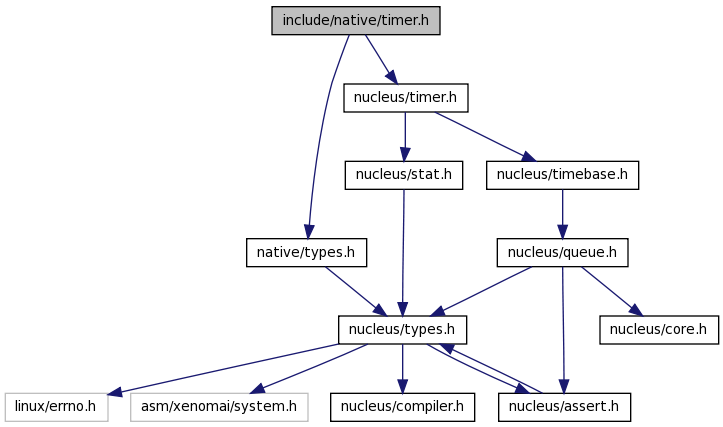 include/native/timer.h
nucleus/timer.h
nucleus/stat.h
nucleus/timebase.h
native/types.h
nucleus/queue.h
nucleus/types.h
nucleus/core.h
linux/errno.h
asm/xenomai/system.h
nucleus/compiler.h
nucleus/assert.h